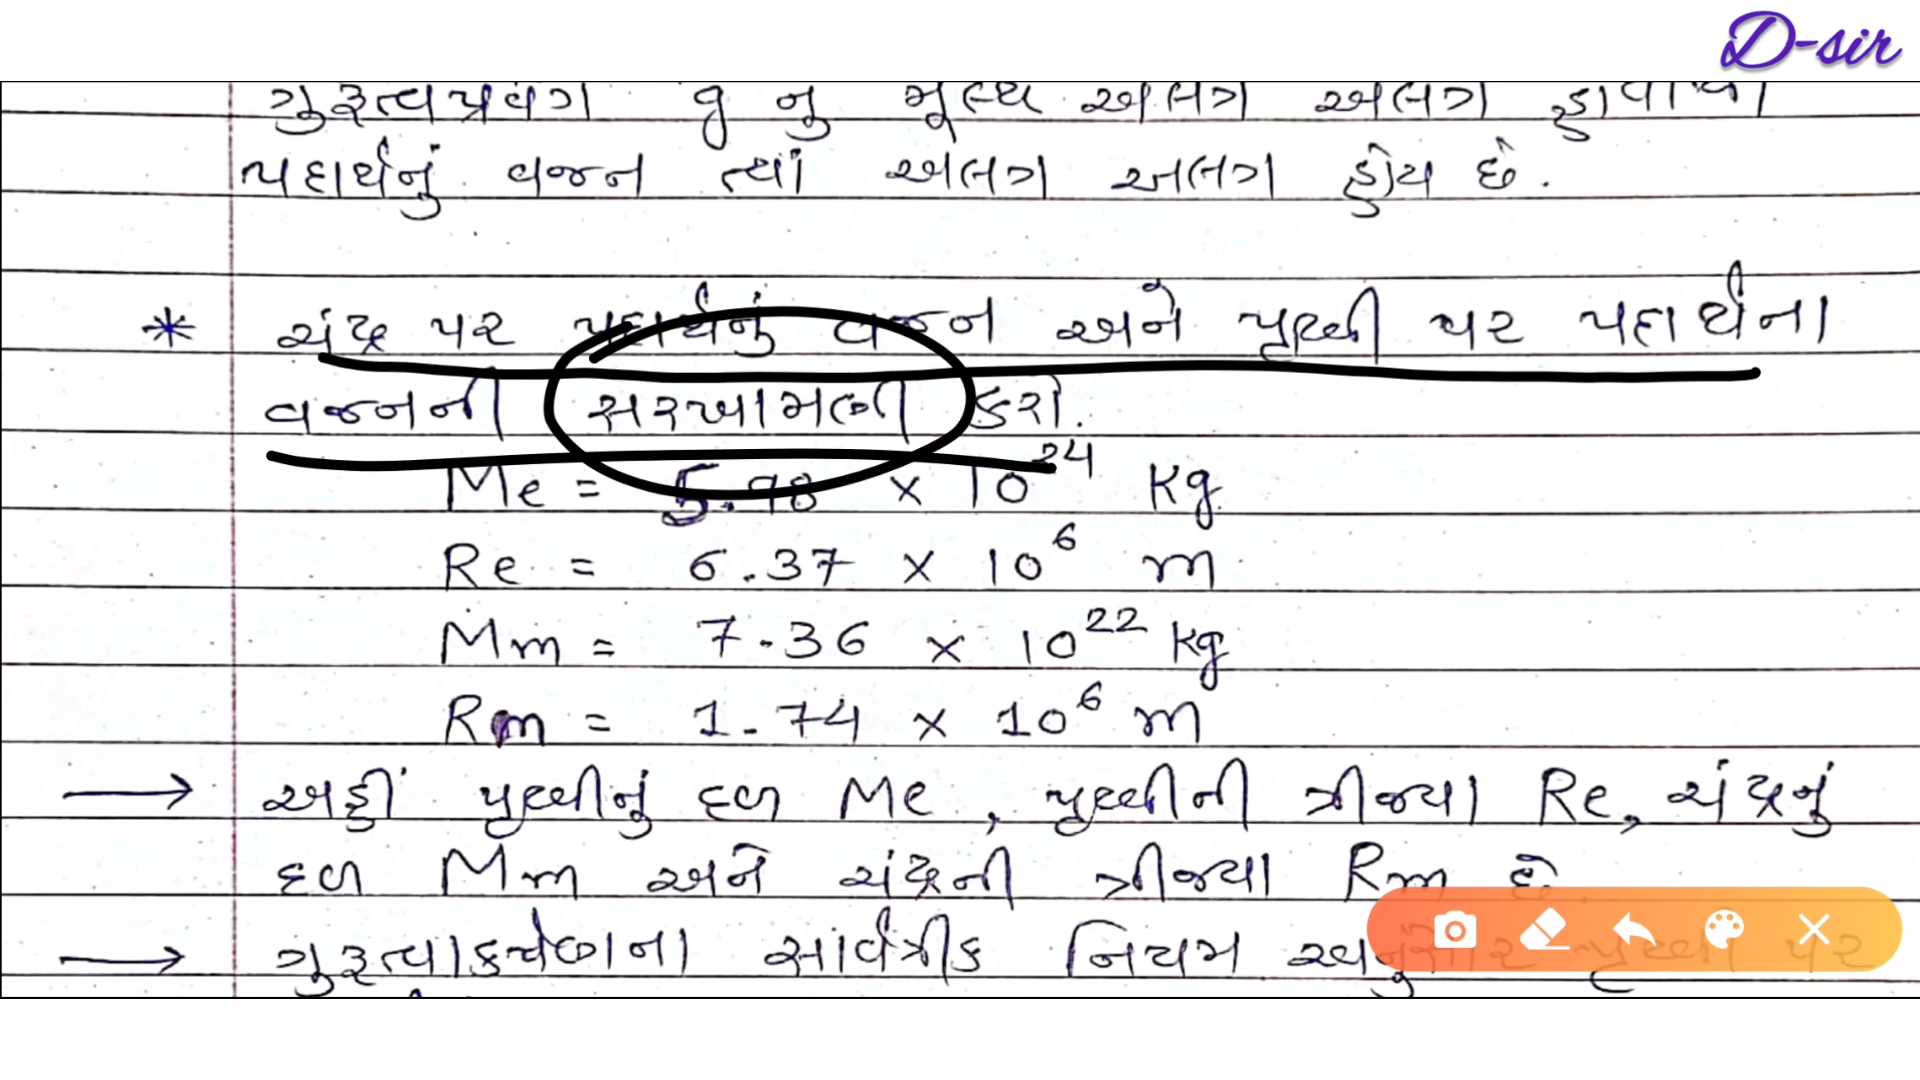 D-sir
ગુરૂત્વપ્રવેગ g નુ મૂલ્ય અલગ અલગ હોવાથી
પદાર્થનું વજન ત્યાં અલગ અલગ હોય છે.
* ચંદ્ર પર પદાર્થનું વજન અને પૃથ્વી પર પદાર્થના
વજનની સરખામણી કરો.
Me = 5.98 × 10²⁴ Kg
Re = 6.37 × 10⁶ m
Mm = 7.36 × 10²² kg
Rm = 1.74 × 10⁶ m
→ અહીં પૃથ્વીનું દળ Me, પૃથ્વીની ત્રીજ્યા Re, ચંદ્રનું
દળ Mm અને ચંદ્રની ત્રીજ્યા Rm છે
→ ગુરૂત્વાકર્ષણના સાર્વત્રીક નિયમ અનુસાર પૃથ્વી પર